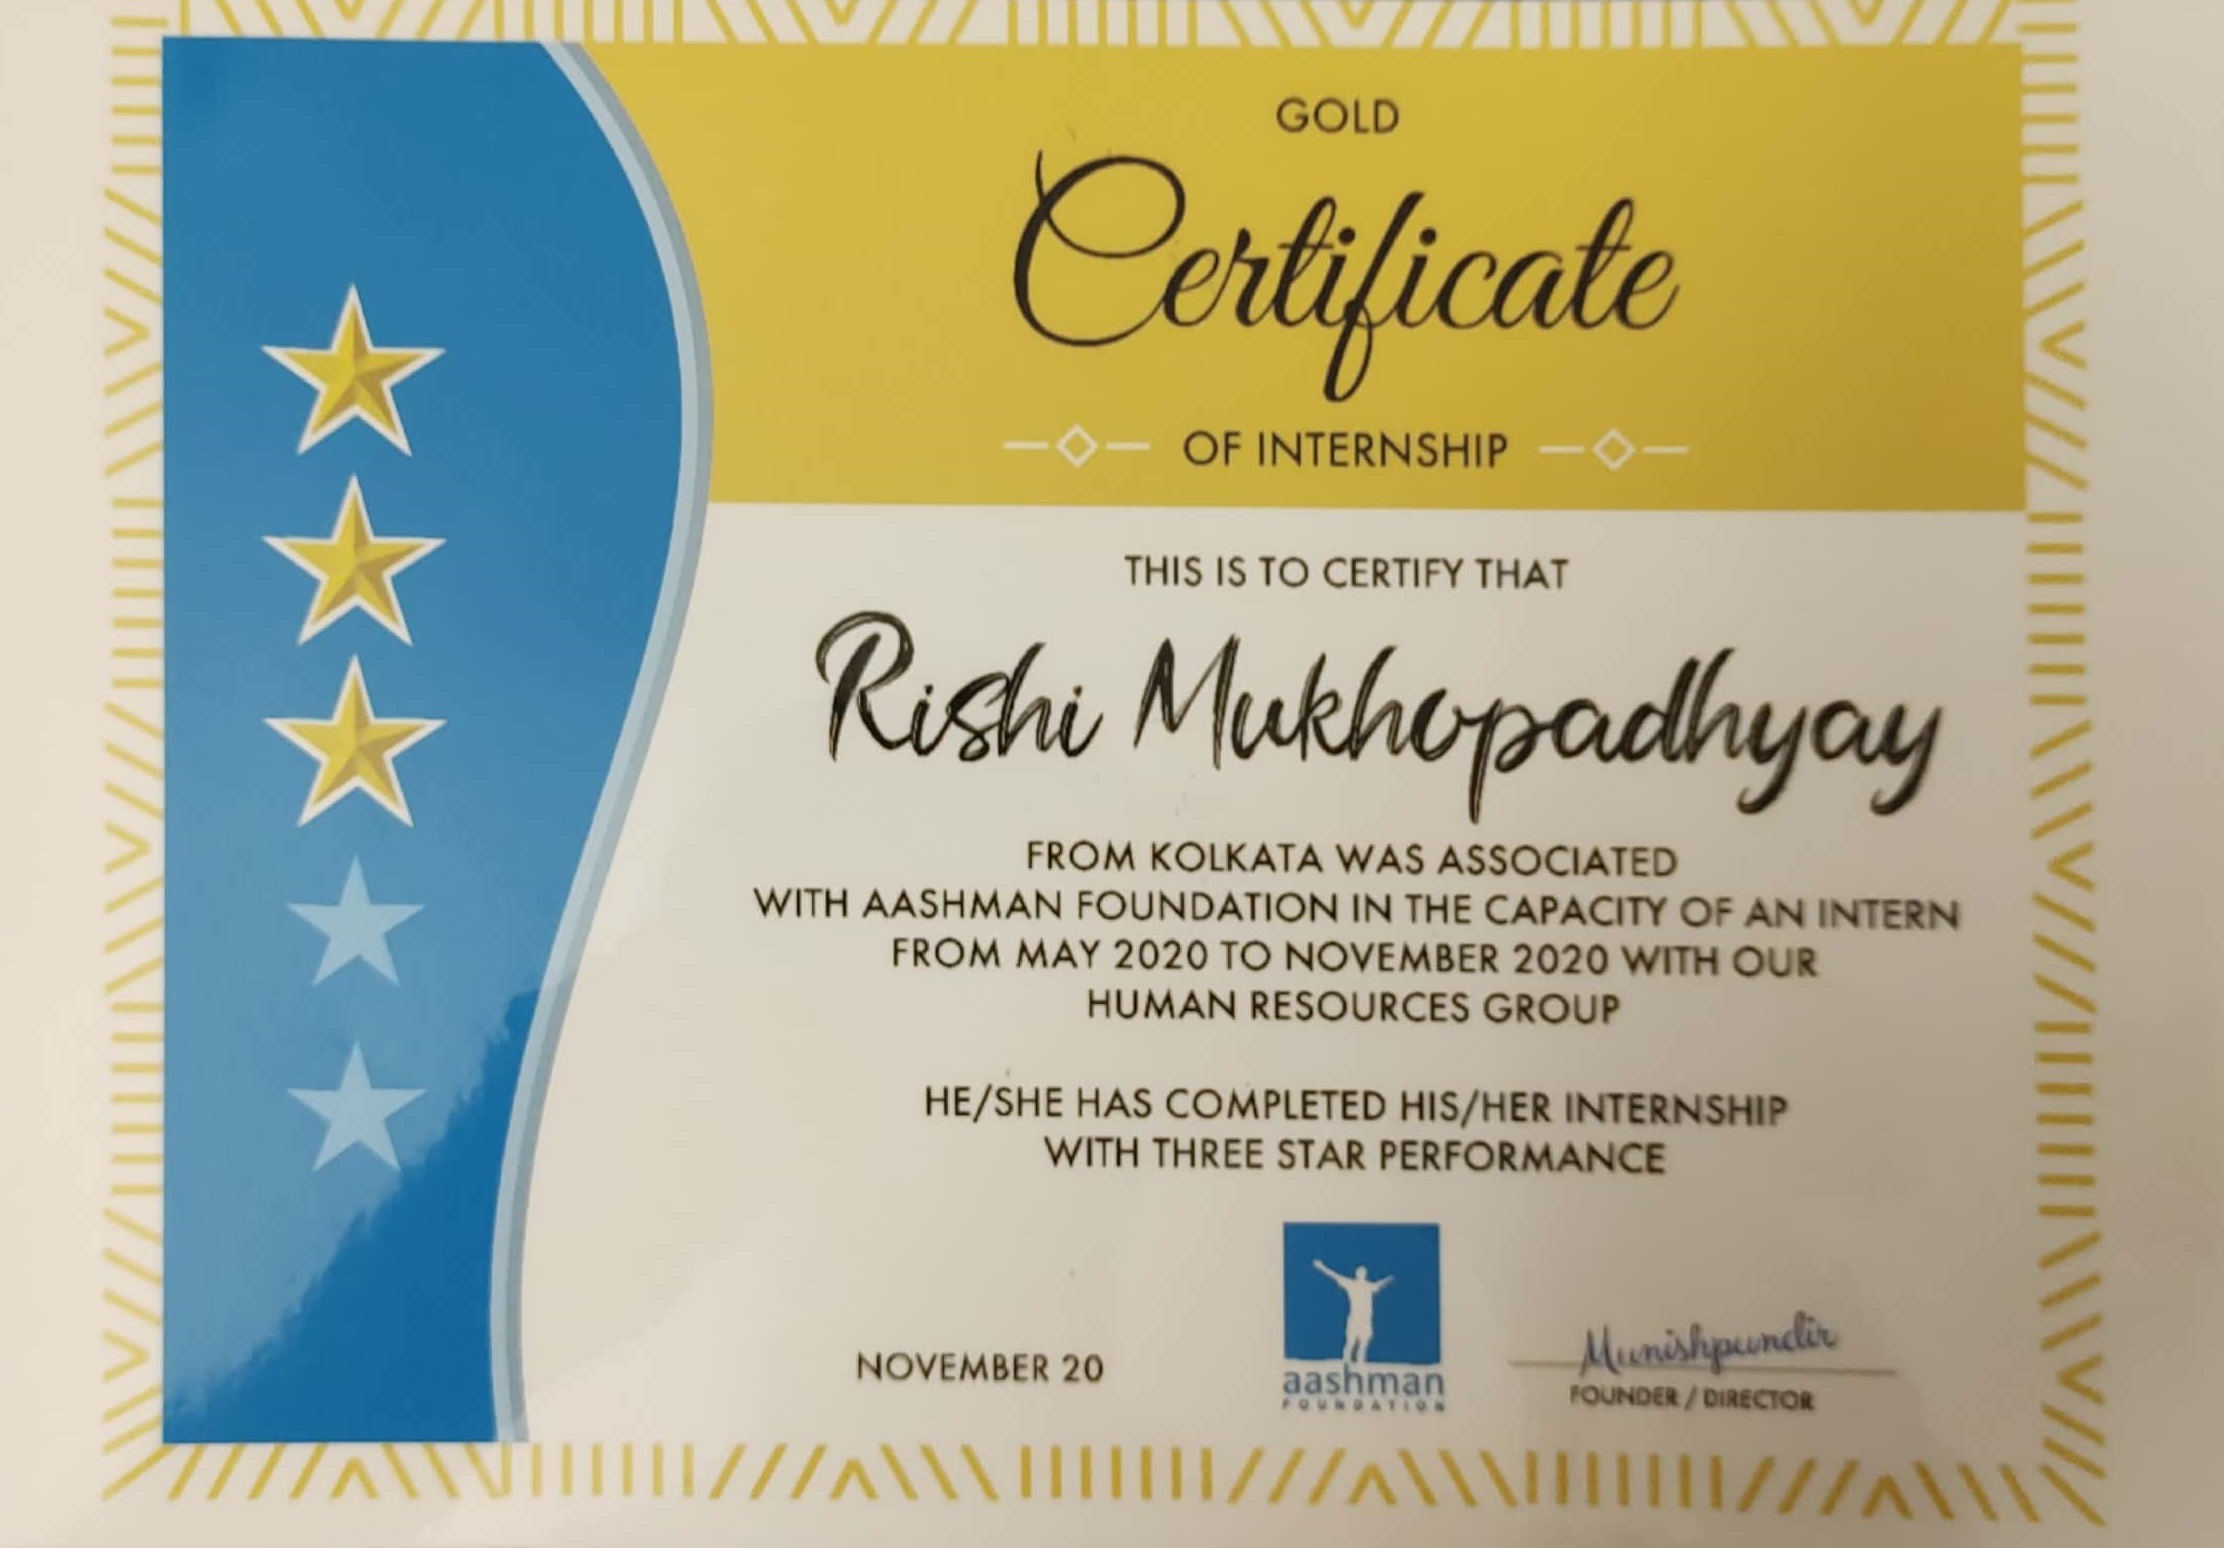 GOLD
Certificate
OF INTERNSHIP
THIS IS TO CERTIFY THAT
Rishi Mukhopadhyay
FROM KOLKATA WAS ASSOCIATED
WITH AASHMAN FOUNDATION IN THE CAPACITY OF AN INTERN
FROM MAY 2020 TO NOVEMBER 2020 WITH OUR
HUMAN RESOURCES GROUP
HE/SHE HAS COMPLETED HIS/HER INTERNSHIP
WITH THREE STAR PERFORMANCE
NOVEMBER 20
aashman
FOUNDATION
Munishpundir
FOUNDER / DIRECTOR